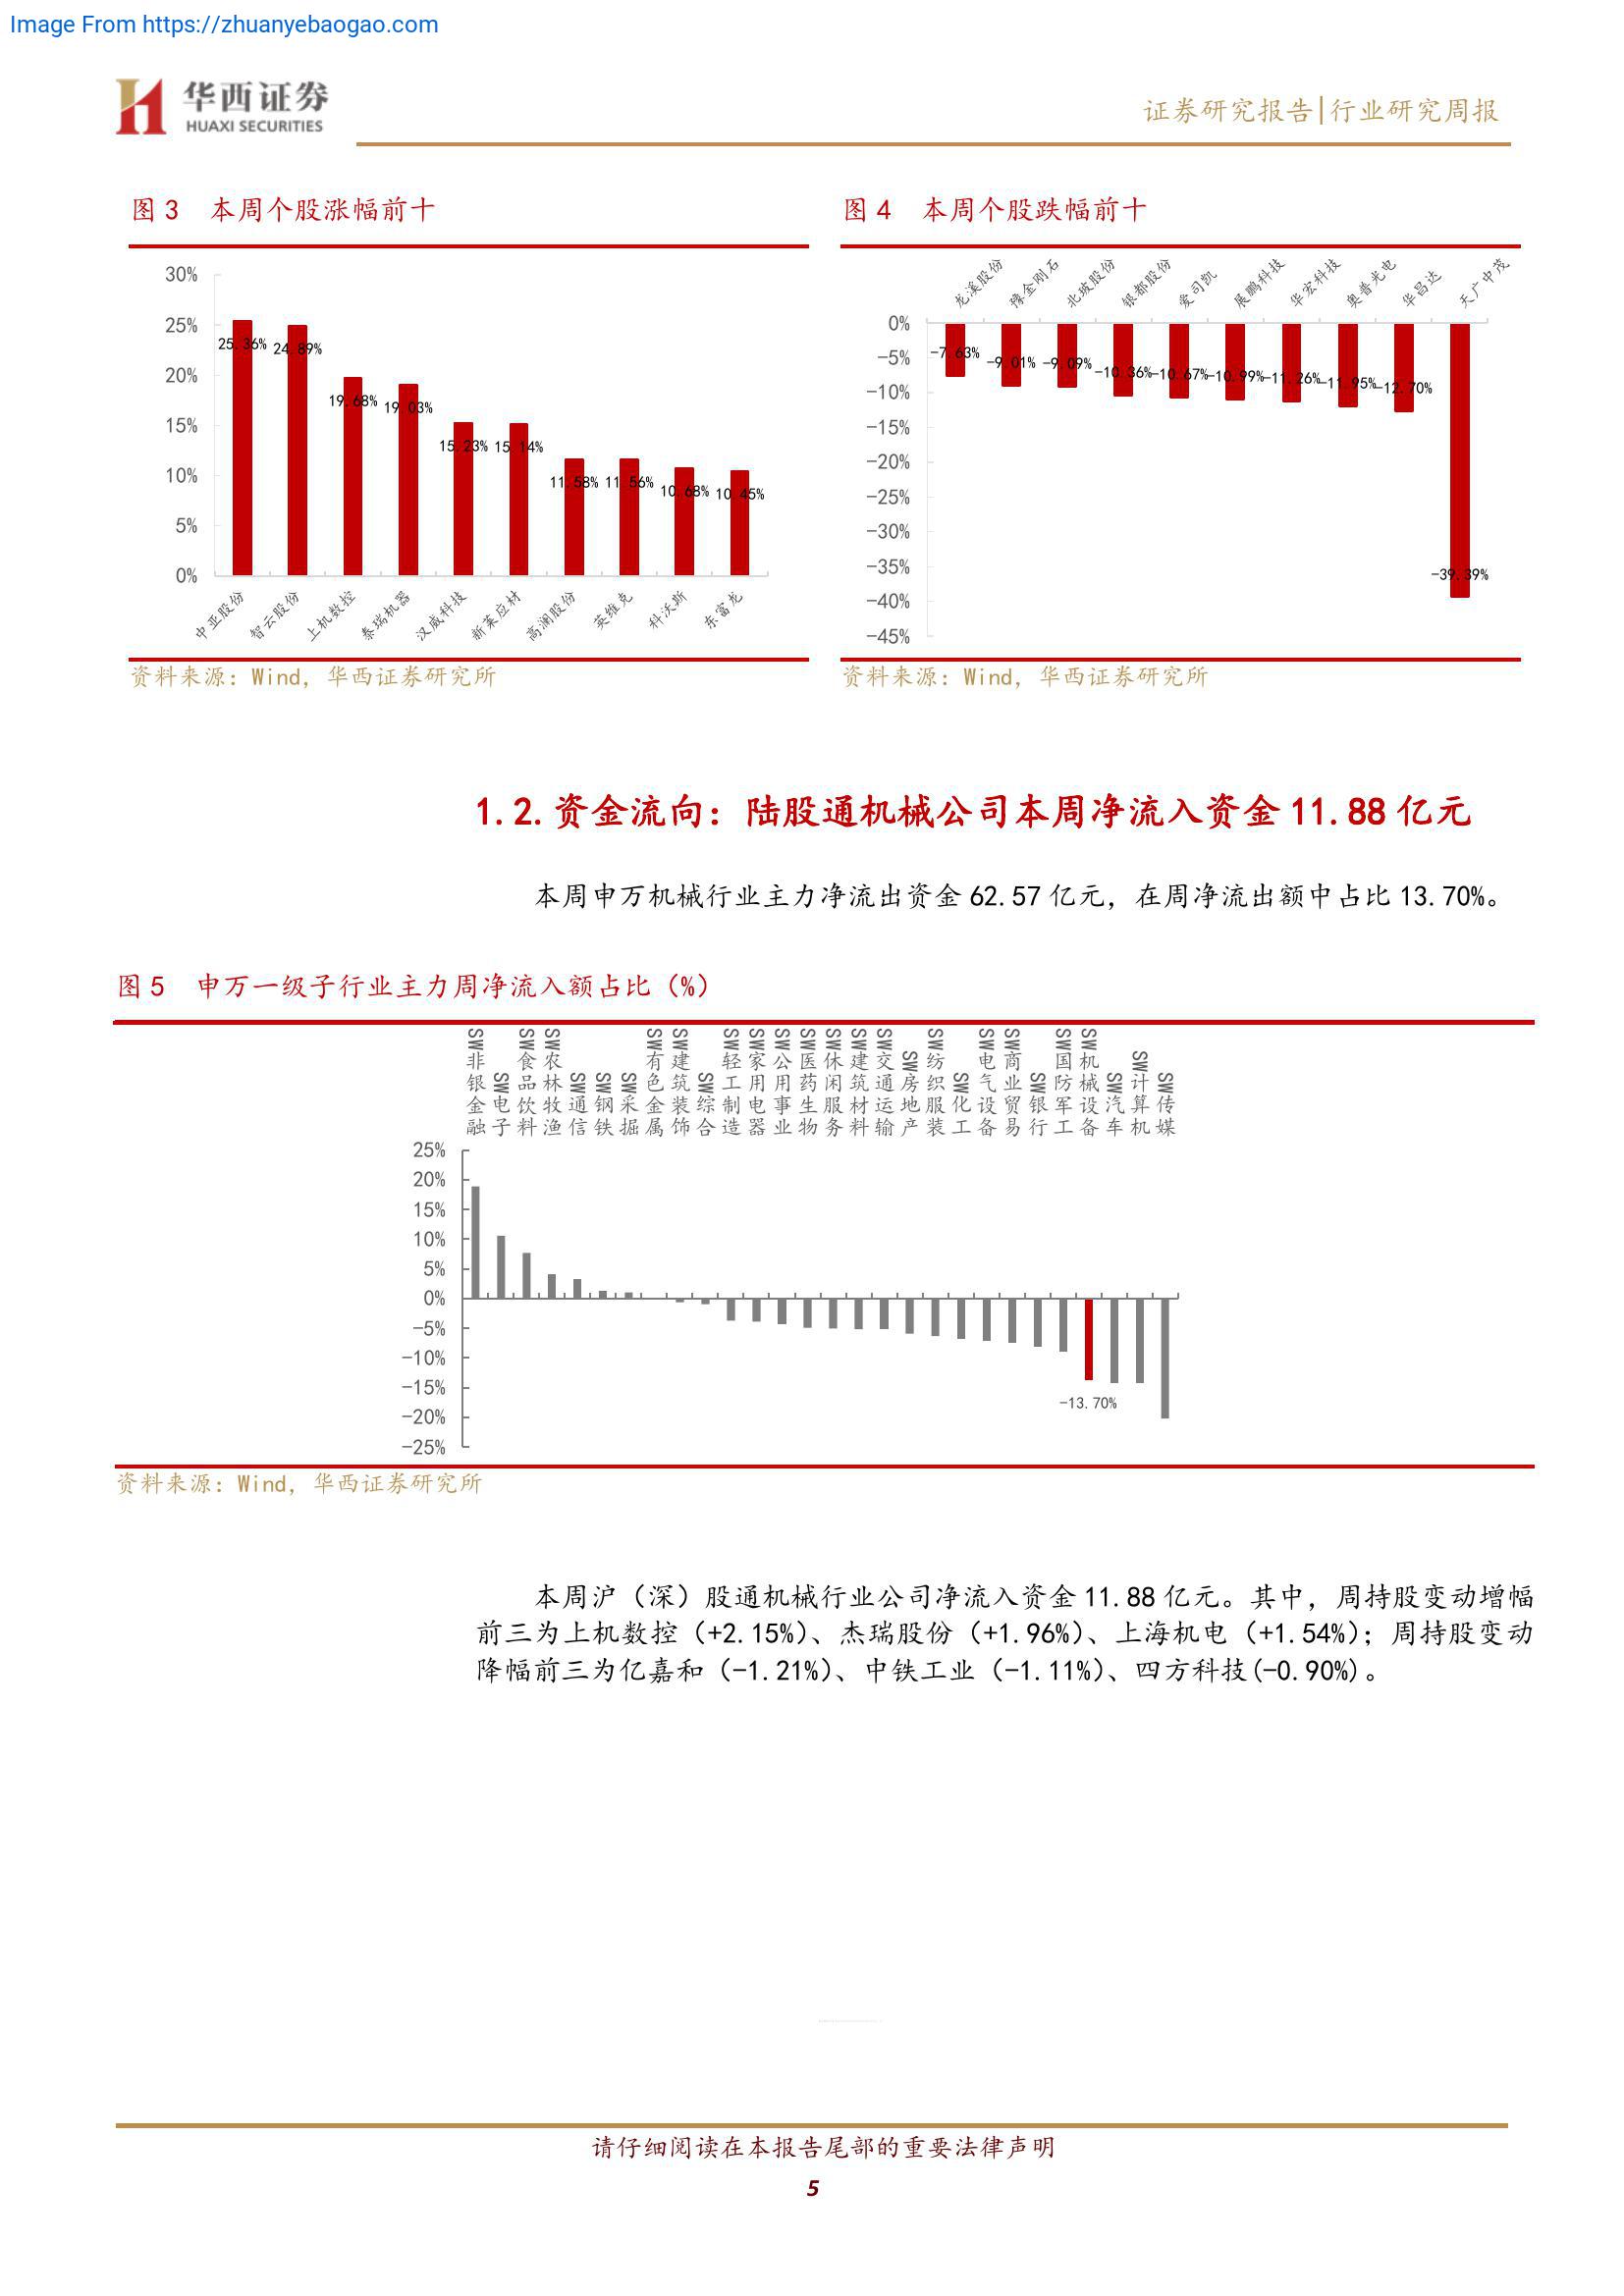 Image From https://zhuanyebaogao.com
华西证券
HUAXI SECURITIES
证券研究报告|行业研究周报
图 3 本周个股涨幅前十
30%
25%
20%
15%
10%
5%
0%
25.36%
24.89%
19.68%
19.03%
15.23%
15.14%
11.58%
11.56%
10.68%
10.45%
中亚股份
智云股份
上机数控
泰瑞机器
汉威科技
新莱应材
高澜股份
英维克
科沃斯
东富龙
资料来源：Wind，华西证券研究所
图 4 本周个股跌幅前十
龙溪股份
豫金刚石
北玻股份
银都股份
爱司凯
展鹏科技
华宏科技
奥普光电
华昌达
天广中茂
0%
-5%
-10%
-15%
-20%
-25%
-30%
-35%
-40%
-45%
-7.63%
-9.01%
-9.09%
-10.36%
-10.67%
-10.99%
-11.26%
-11.95%
-12.70%
-39.39%
资料来源：Wind，华西证券研究所
1.2.资金流向：陆股通机械公司本周净流入资金 11.88 亿元
本周申万机械行业主力净流出资金 62.57 亿元，在周净流出额中占比 13.70%。
图 5 申万一级子行业主力周净流入额占比（%）
SW非银金融
SW电子
SW食品饮料
SW农林牧渔
SW通信
SW钢铁
SW采掘
SW有色金属
SW建筑装饰
SW综合
SW轻工制造
SW家用电器
SW公用事业
SW医药生物
SW休闲服务
SW建筑材料
SW交通运输
SW房地产
SW纺织服装
SW化工
SW电气设备
SW商业贸易
SW银行
SW国防军工
SW机械设备
SW汽车
SW计算机
SW传媒
25%
20%
15%
10%
5%
0%
-5%
-10%
-15%
-20%
-25%
-13.70%
资料来源：Wind，华西证券研究所
本周沪（深）股通机械行业公司净流入资金 11.88 亿元。其中，周持股变动增幅
前三为上机数控（+2.15%）、杰瑞股份（+1.96%）、上海机电（+1.54%）；周持股变动
降幅前三为亿嘉和（-1.21%）、中铁工业（-1.11%）、四方科技(-0.90%)。
请仔细阅读在本报告尾部的重要法律声明
5